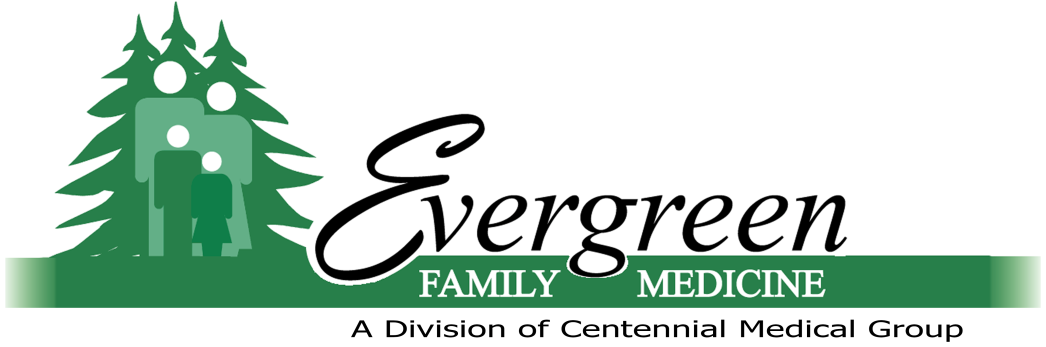 Evergreen
FAMILY MEDICINE
A Division of Centennial Medical Group